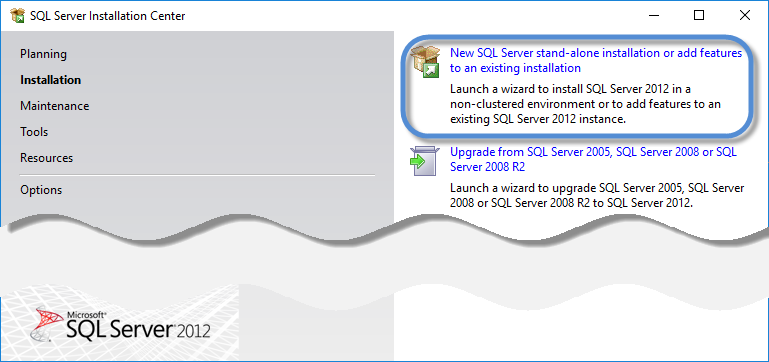 SQL Server Installation Center
Planning
Installation
Maintenance
Tools
Resources
Options
New SQL Server stand-alone installation or add features
to an existing installation
Launch a wizard to install SQL Server 2012 in a
non-clustered environment or to add features to an
existing SQL Server 2012 instance.
Upgrade from SQL Server 2005, SQL Server 2008 or SQL
Server 2008 R2
Launch a wizard to upgrade SQL Server 2005, SQL Server
2008 or SQL Server 2008 R2 to SQL Server 2012.
Microsoft
SQL Server 2012